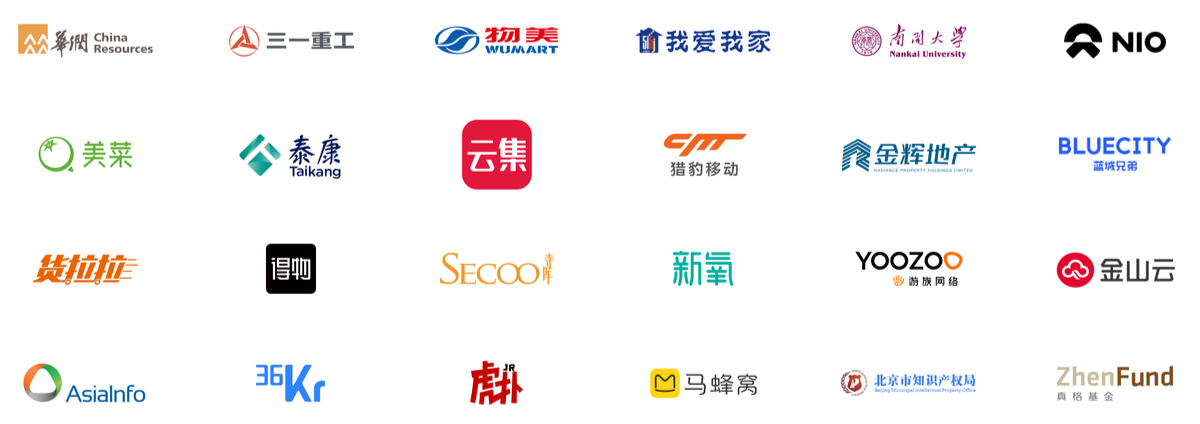 華潤 China Resources
三一重工
物美
WUMART
我爱我家
南開大學
Nankai University
NIO
美菜
泰康
Taikang
云集
CM
猎豹移动
金辉地产
RADIANCE PROPERTY HOLDINGS LIMITED
BLUECITY
蓝城兄弟
货拉拉
得物
SECOO 寺库
新氧
YOOZOO
游族网络
金山云
AsiaInfo
36Kr
虎扑 JR
马蜂窝
北京市知识产权局
Beijing Municipal Intellectual Property Office
ZhenFund
真格基金